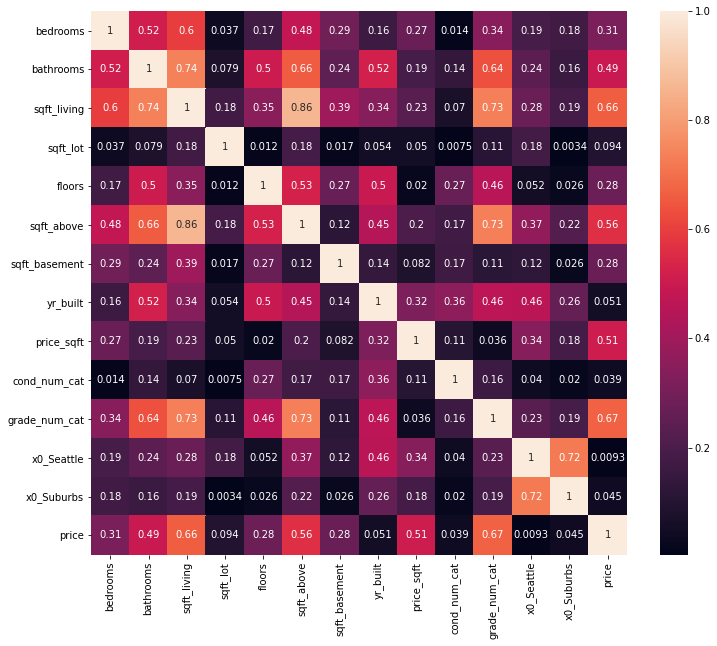 bedrooms 1 0.52 0.6 0.037 0.17 0.48 0.29 0.16 0.27 0.014 0.34 0.19 0.18 0.31
bathrooms 0.52 1 0.74 0.079 0.5 0.66 0.24 0.52 0.19 0.14 0.64 0.24 0.16 0.49
sqft_living 0.6 0.74 1 0.18 0.35 0.86 0.39 0.34 0.23 0.07 0.73 0.28 0.19 0.66
sqft_lot 0.037 0.079 0.18 1 0.012 0.18 0.017 0.054 0.05 0.0075 0.11 0.18 0.0034 0.094
floors 0.17 0.5 0.35 0.012 1 0.53 0.27 0.5 0.02 0.27 0.46 0.052 0.026 0.28
sqft_above 0.48 0.66 0.86 0.18 0.53 1 0.12 0.45 0.2 0.17 0.73 0.37 0.22 0.56
sqft_basement 0.29 0.24 0.39 0.017 0.27 0.12 1 0.14 0.082 0.17 0.11 0.12 0.026 0.28
yr_built 0.16 0.52 0.34 0.054 0.5 0.45 0.14 1 0.32 0.36 0.46 0.46 0.26 0.051
price_sqft 0.27 0.19 0.23 0.05 0.02 0.2 0.082 0.32 1 0.11 0.036 0.34 0.18 0.51
cond_num_cat 0.014 0.14 0.07 0.0075 0.27 0.17 0.17 0.36 0.11 1 0.16 0.04 0.02 0.039
grade_num_cat 0.34 0.64 0.73 0.11 0.46 0.73 0.11 0.46 0.036 0.16 1 0.23 0.19 0.67
x0_Seattle 0.19 0.24 0.28 0.18 0.052 0.37 0.12 0.46 0.34 0.04 0.23 1 0.72 0.0093
x0_Suburbs 0.18 0.16 0.19 0.0034 0.026 0.22 0.026 0.26 0.18 0.02 0.19 0.72 1 0.045
price 0.31 0.49 0.66 0.094 0.28 0.56 0.28 0.051 0.51 0.039 0.67 0.0093 0.045 1
bedrooms
bathrooms
sqft_living
sqft_lot
floors
sqft_above
sqft_basement
yr_built
price_sqft
cond_num_cat
grade_num_cat
x0_Seattle
x0_Suburbs
price
1.0
0.8
0.6
0.4
0.2